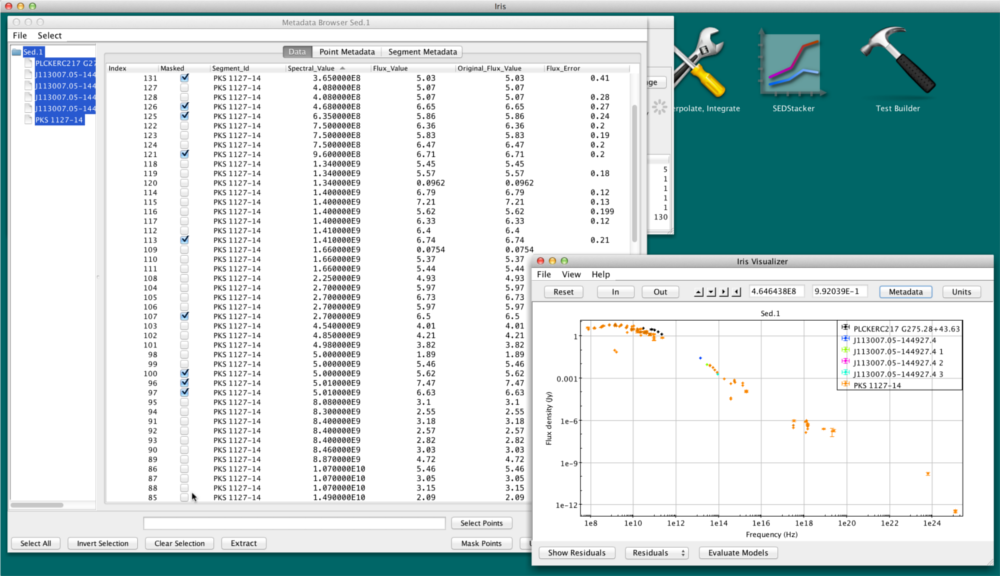 Iris
Metadata Browser Sed.1
File Select
Sed.1
PLCKERC217 G27
J113007.05-144
J113007.05-144
J113007.05-144
J113007.05-144
PKS 1127-14
Data Point Metadata Segment Metadata
Index Masked Segment_Id Spectral_Value Flux_Value Original_Flux_Value Flux_Error
131 PKS 1127-14 3.650000E8 5.03 5.03 0.41
127 PKS 1127-14 4.080000E8 5.07 5.07
128 PKS 1127-14 4.080000E8 5.07 5.07 0.28
126 PKS 1127-14 4.680000E8 6.65 6.65 0.27
125 PKS 1127-14 6.350000E8 5.86 5.86 0.24
122 PKS 1127-14 7.500000E8 6.36 6.36 0.2
123 PKS 1127-14 7.500000E8 5.83 5.83 0.19
124 PKS 1127-14 7.500000E8 6.47 6.47 0.2
121 PKS 1127-14 9.600000E8 6.71 6.71 0.2
118 PKS 1127-14 1.340000E9 5.45 5.45
119 PKS 1127-14 1.340000E9 5.57 5.57 0.18
120 PKS 1127-14 1.340000E9 0.0962 0.0962
114 PKS 1127-14 1.400000E9 6.79 6.79 0.12
115 PKS 1127-14 1.400000E9 7.21 7.21 0.13
116 PKS 1127-14 1.400000E9 5.62 5.62 0.199
117 PKS 1127-14 1.400000E9 6.33 6.33 0.12
112 PKS 1127-14 1.410000E9 6.4 6.4
113 PKS 1127-14 1.410000E9 6.74 6.74 0.21
109 PKS 1127-14 1.660000E9 0.0754 0.0754
110 PKS 1127-14 1.660000E9 5.37 5.37
111 PKS 1127-14 1.660000E9 5.44 5.44
108 PKS 1127-14 2.250000E9 4.93 4.93
104 PKS 1127-14 2.700000E9 5.97 5.97
105 PKS 1127-14 2.700000E9 6.73 6.73
106 PKS 1127-14 2.700000E9 5.97 5.97
107 PKS 1127-14 2.700000E9 6.5 6.5
103 PKS 1127-14 4.540000E9 4.01 4.01
102 PKS 1127-14 4.850000E9 4.21 4.21
101 PKS 1127-14 4.980000E9 3.82 3.82
98 PKS 1127-14 5.000000E9 1.89 1.89
99 PKS 1127-14 5.000000E9 5.46 5.46
100 PKS 1127-14 5.000000E9 5.62 5.62
96 PKS 1127-14 5.010000E9 7.47 7.47
97 PKS 1127-14 5.010000E9 6.63 6.63
95 PKS 1127-14 8.080000E9 3.1 3.1
94 PKS 1127-14 8.300000E9 2.55 2.55
91 PKS 1127-14 8.400000E9 3.18 3.18
92 PKS 1127-14 8.400000E9 2.57 2.57
93 PKS 1127-14 8.400000E9 2.82 2.82
90 PKS 1127-14 8.460000E9 3.03 3.03
89 PKS 1127-14 8.870000E9 4.72 4.72
86 PKS 1127-14 1.070000E10 5.46 5.46
87 PKS 1127-14 1.070000E10 3.05 3.05
88 PKS 1127-14 1.070000E10 3.15 3.15
85 PKS 1127-14 1.490000E10 2.09 2.09
Select Points
Select All Invert Selection Clear Selection Extract Mask Points
nge
5
1
1
1
1
130
erpolate, Integrate
SEDStacker
Test Builder
Iris Visualizer
File View Help
Reset In Out 4.646438E8 9.92039E-1 Metadata Units
Sed.1
PLCKERC217 G275.28+43.63
J113007.05-144927.4
J113007.05-144927.4 1
J113007.05-144927.4 2
J113007.05-144927.4 3
PKS 1127-14
Flux density (Jy)
1
0.001
1e-6
1e-9
1e-12
1e8 1e10 1e12 1e14 1e16 1e18 1e20 1e22 1e24
Frequency (Hz)
Show Residuals Residuals Evaluate Models